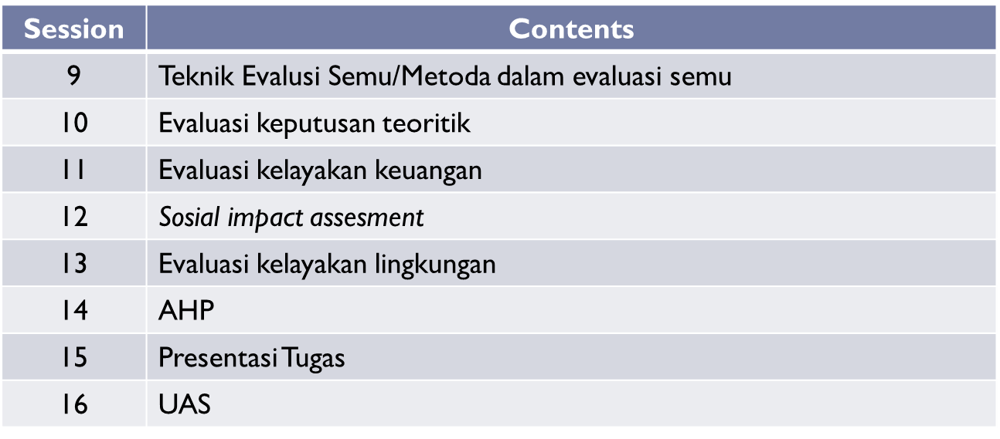 Session Contents
9 Teknik Evalusi Semu/Metoda dalam evaluasi semu
10 Evaluasi keputusan teoritik
11 Evaluasi kelayakan keuangan
12 Sosial impact assesment
13 Evaluasi kelayakan lingkungan
14 AHP
15 Presentasi Tugas
16 UAS